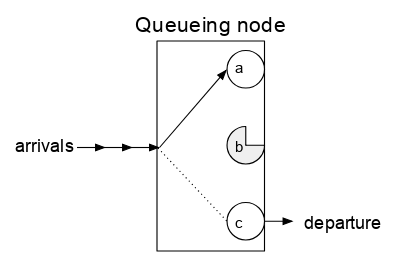 Queueing node
a
arrivals
b
c
departure